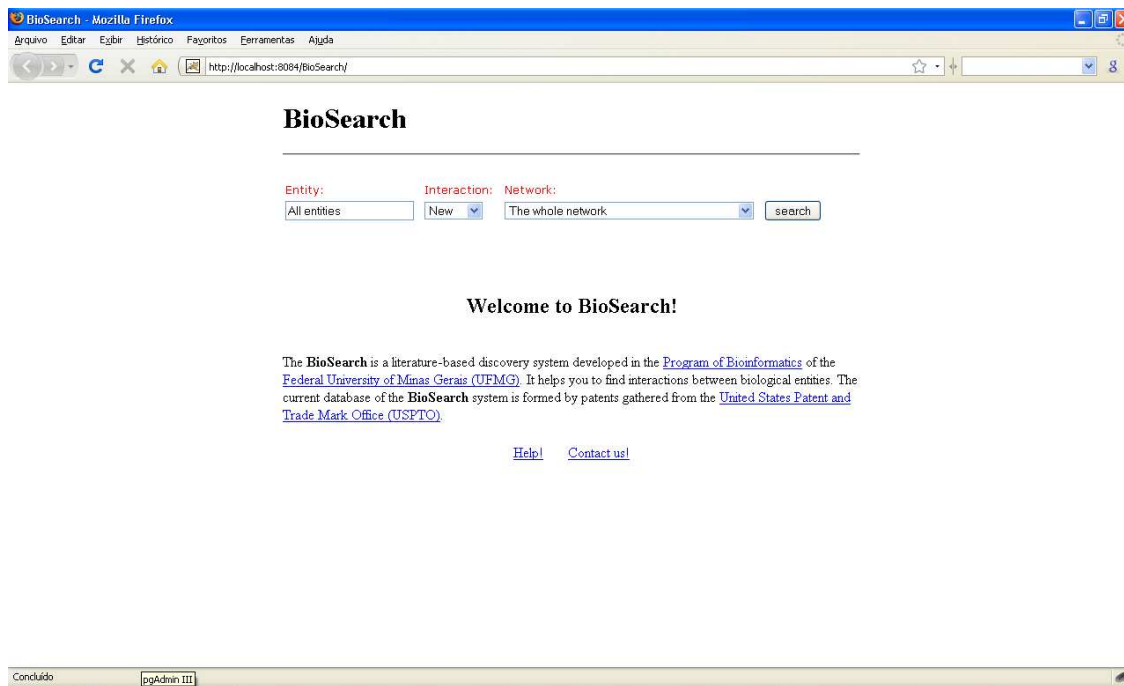 BioSearch - Mozilla Firefox
Arquivo Editar Exibir Histórico Favoritos Ferramentas Ajuda
http://localhost:8084/BioSearch/
BioSearch
Entity: Interaction: Network:
All entities New The whole network search
Welcome to BioSearch!
The BioSearch is a literature-based discovery system developed in the Program of Bioinformatics of the
Federal University of Minas Gerais (UFMG). It helps you to find interactions between biological entities. The
current database of the BioSearch system is formed by patents gathered from the United States Patent and
Trade Mark Office (USPTO).
Help! Contact us!
Concluído pgAdmin III